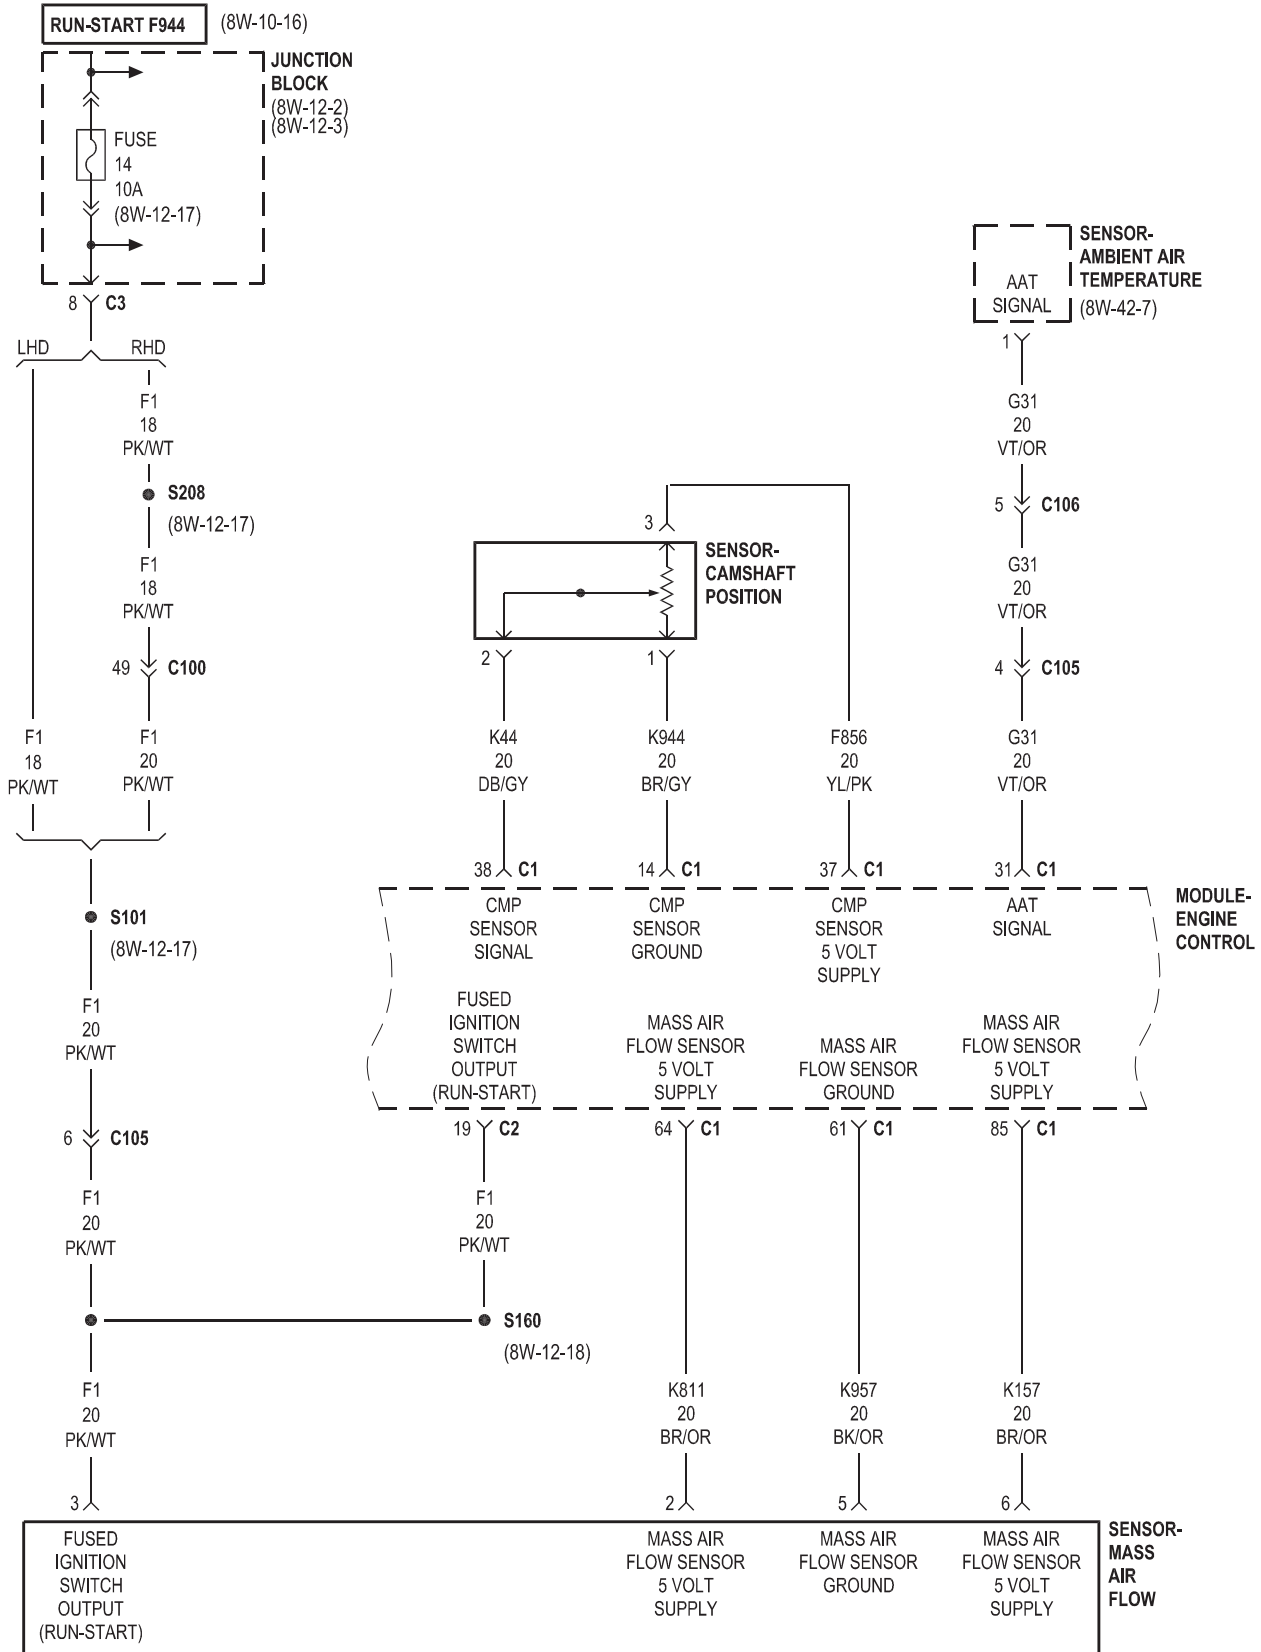 RUN-START F944
(8W-10-16)
JUNCTION
BLOCK
(8W-12-2)
(8W-12-3)
FUSE
14
10A
(8W-12-17)
8
C3
LHD
RHD
F1
18
PK/WT
S208
(8W-12-17)
F1
18
PK/WT
49
C100
F1
18
PK/WT
F1
20
PK/WT
S101
(8W-12-17)
F1
20
PK/WT
6
C105
F1
20
PK/WT
F1
20
PK/WT
3
SENSOR-
AMBIENT AIR
TEMPERATURE
(8W-42-7)
AAT
SIGNAL
1
G31
20
VT/OR
5
C106
G31
20
VT/OR
4
C105
G31
20
VT/OR
3
SENSOR-
CAMSHAFT
POSITION
2
1
K44
20
DB/GY
K944
20
BR/GY
F856
20
YL/PK
38
C1
14
C1
37
C1
31
C1
MODULE-
ENGINE
CONTROL
CMP
SENSOR
SIGNAL
CMP
SENSOR
GROUND
CMP
SENSOR
5 VOLT
SUPPLY
AAT
SIGNAL
FUSED
IGNITION
SWITCH
OUTPUT
(RUN-START)
MASS AIR
FLOW SENSOR
5 VOLT
SUPPLY
MASS AIR
FLOW SENSOR
GROUND
MASS AIR
FLOW SENSOR
5 VOLT
SUPPLY
19
C2
64
C1
61
C1
85
C1
F1
20
PK/WT
S160
(8W-12-18)
K811
20
BR/OR
K957
20
BK/OR
K157
20
BR/OR
2
5
6
FUSED
IGNITION
SWITCH
OUTPUT
(RUN-START)
MASS AIR
FLOW SENSOR
5 VOLT
SUPPLY
MASS AIR
FLOW SENSOR
GROUND
MASS AIR
FLOW SENSOR
5 VOLT
SUPPLY
SENSOR-
MASS
AIR
FLOW